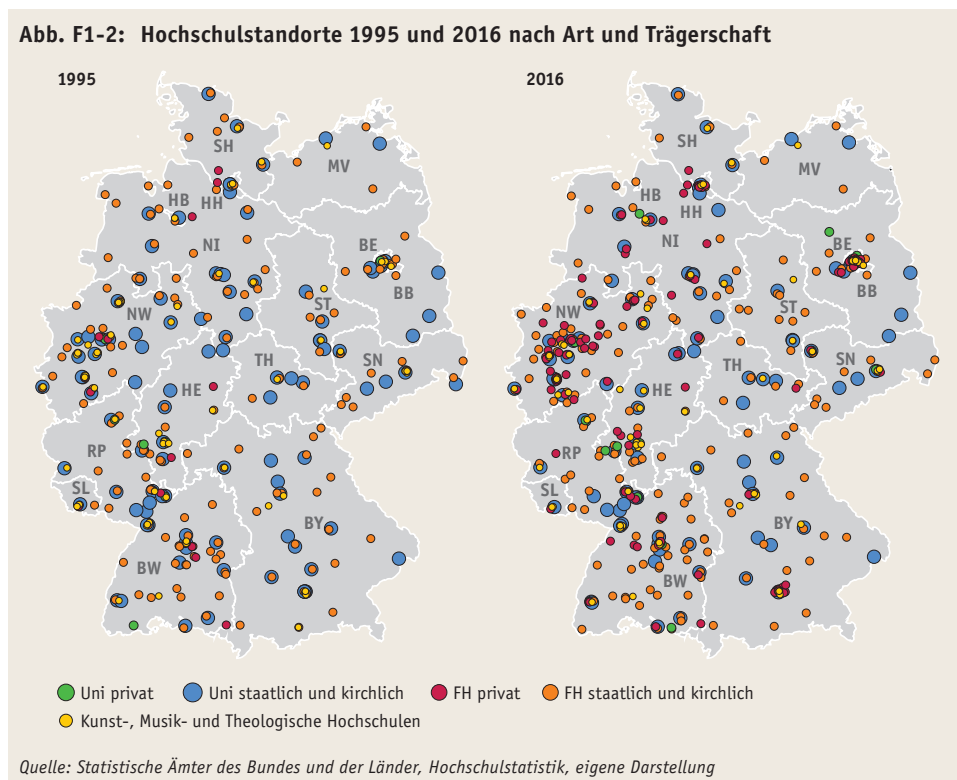 Abb. F1-2: Hochschulstandorte 1995 und 2016 nach Art und Trägerschaft
1995
SH
MV
HB
HH
NI
BE
BB
ST
NW
TH
SN
HE
RP
SL
BY
BW
2016
SH
MV
HB
HH
NI
BE
BB
ST
NW
TH
SN
HE
RP
SL
BY
BW
Uni privat
Uni staatlich und kirchlich
FH privat
FH staatlich und kirchlich
Kunst-, Musik- und Theologische Hochschulen
Quelle: Statistische Ämter des Bundes und der Länder, Hochschulstatistik, eigene Darstellung